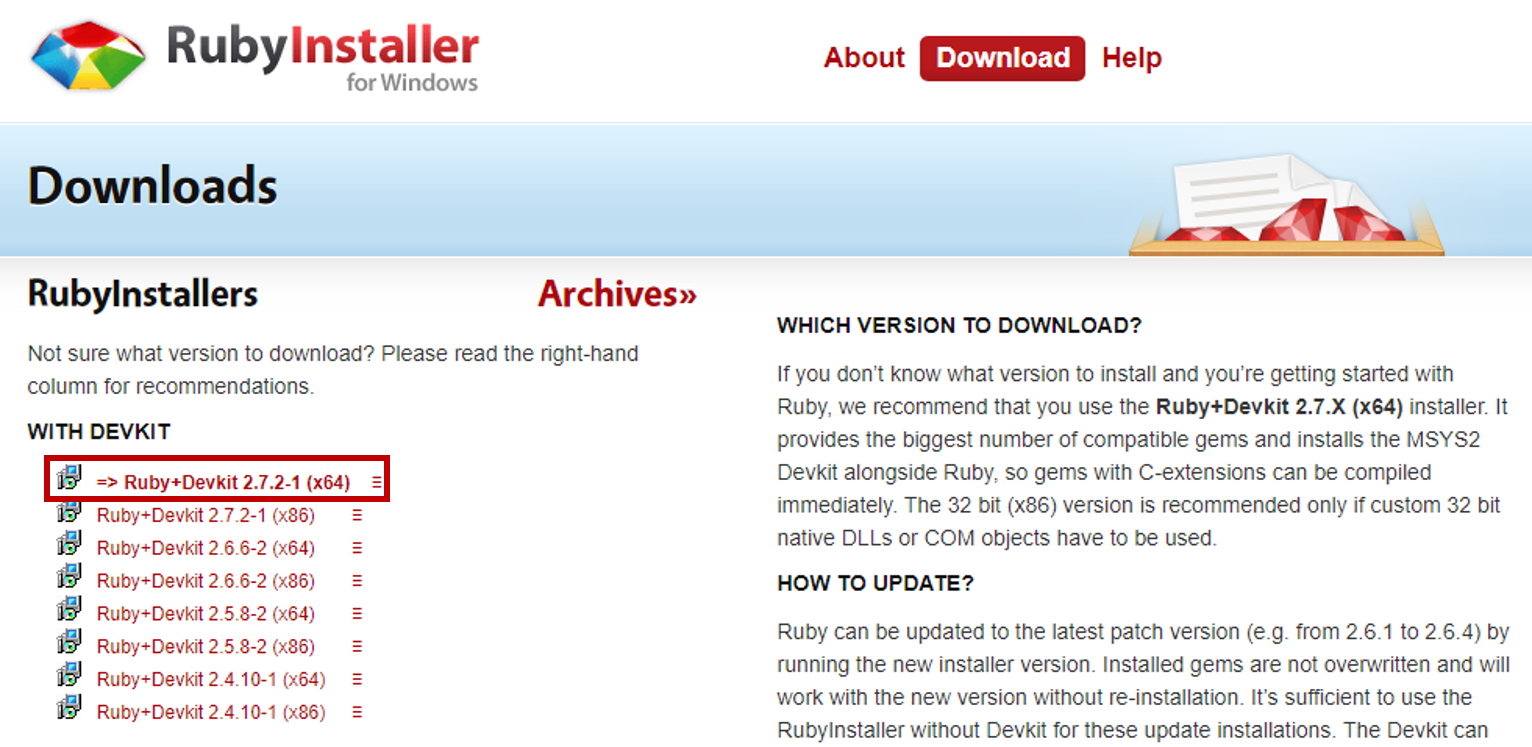 RubyInstaller
for Windows
About Download Help
Downloads
RubyInstallers
Archives»
Not sure what version to download? Please read the right-hand
column for recommendations.
WITH DEVKIT
=> Ruby+Devkit 2.7.2-1 (x64)
Ruby+Devkit 2.7.2-1 (x86)
Ruby+Devkit 2.6.6-2 (x64)
Ruby+Devkit 2.6.6-2 (x86)
Ruby+Devkit 2.5.8-2 (x64)
Ruby+Devkit 2.5.8-2 (x86)
Ruby+Devkit 2.4.10-1 (x64)
Ruby+Devkit 2.4.10-1 (x86)
WHICH VERSION TO DOWNLOAD?
If you don’t know what version to install and you’re getting started with
Ruby, we recommend that you use the Ruby+Devkit 2.7.X (x64) installer. It
provides the biggest number of compatible gems and installs the MSYS2
Devkit alongside Ruby, so gems with C-extensions can be compiled
immediately. The 32 bit (x86) version is recommended only if custom 32 bit
native DLLs or COM objects have to be used.
HOW TO UPDATE?
Ruby can be updated to the latest patch version (e.g. from 2.6.1 to 2.6.4) by
running the new installer version. Installed gems are not overwritten and will
work with the new version without re-installation. It’s sufficient to use the
RubyInstaller without Devkit for these update installations. The Devkit can